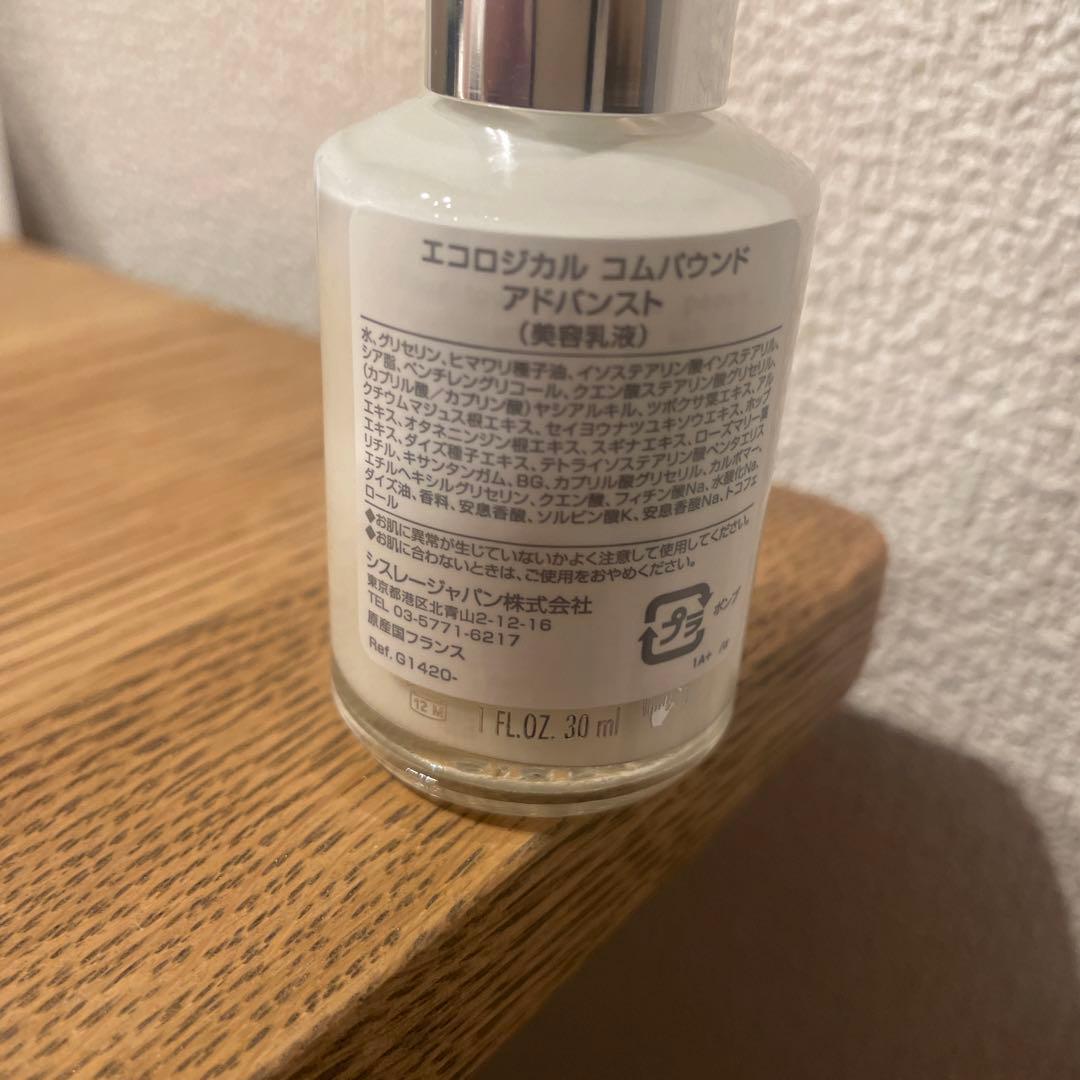 エコロジカル コムパウンド
アドバンスト
(美容乳液)
水、グリセリン、ヒマワリ種子油、イソステアリン酸イソステアリル、
シア脂、ペンチレングリコール、クエン酸ステアリン酸グリセリル、
(カプリル酸/カプリン酸)ヤシアルキル、ツボクサ葉エキス、アル
クチウムマジュス根エキス、セイヨウナツユキソウエキス、ホップ
エキス、オタネニンジン根エキス、スギナエキス、ローズマリー葉
エキス、ダイズ種子エキス、テトライソステアリン酸ペンタエリス
リチル、キサンタンガム、BG、カプリル酸グリセリル、カルボマー、
エチルヘキシルグリセリン、クエン酸、フィチン酸Na、水酸化Na、
ダイズ油、香料、安息香酸、ソルビン酸K、安息香酸Na、トコフェ
ロール
◆お肌に異常が生じていないかよく注意して使用してください。
◆お肌に合わないときは、ご使用をおやめください。
シスレージャパン株式会社
東京都港区北青山2-12-16
TEL 03-5771-6217
原産国フランス
Ref. G1420-
プラ
ポンプ
1A+
12 M
1 FL.OZ. 30 ml